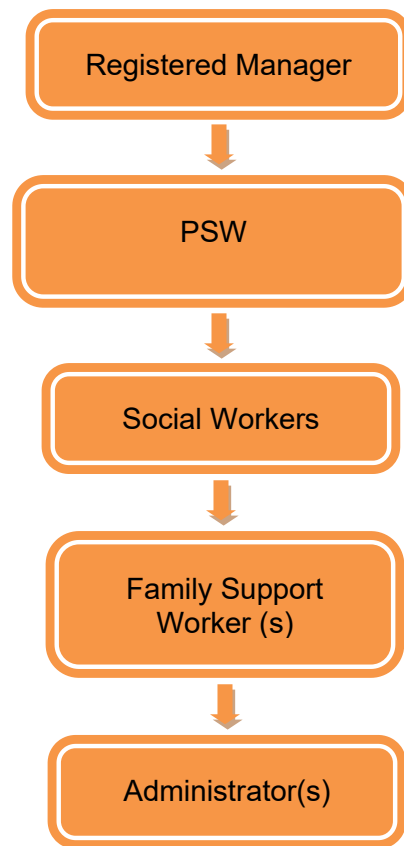 Registered Manager
PSW
Social Workers
Family Support
Worker (s)
Administrator(s)